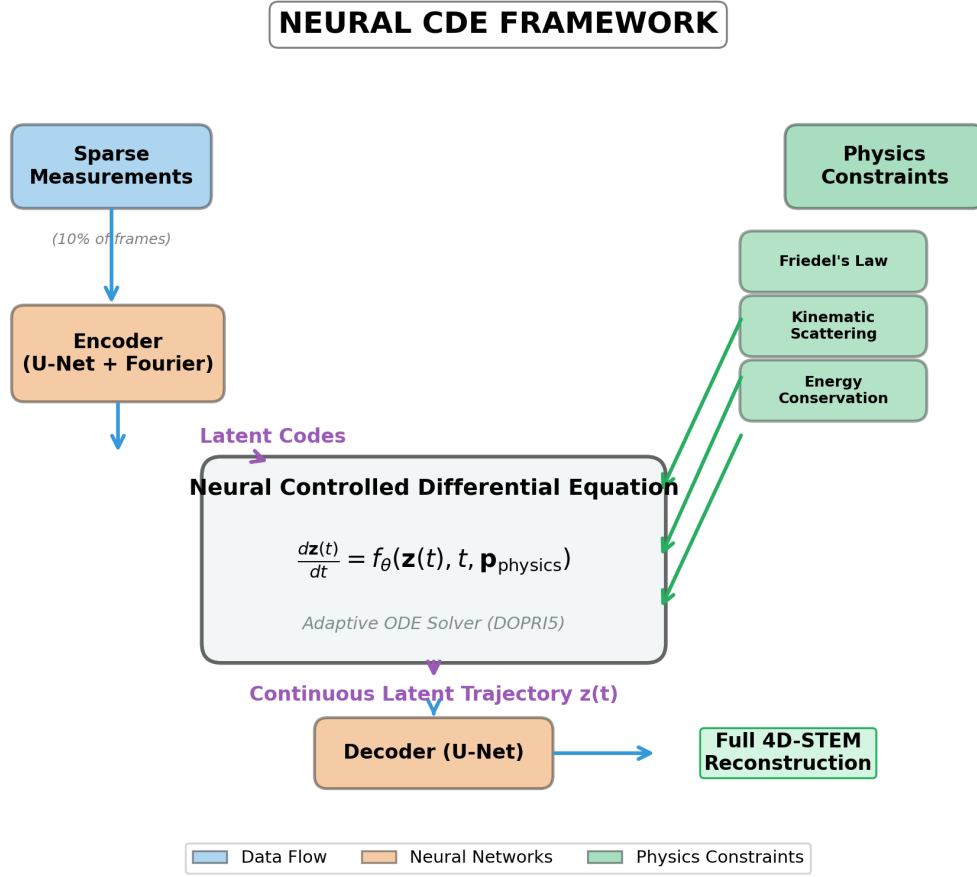 NEURAL CDE FRAMEWORK
Sparse
Measurements
(10% of frames)
Encoder
(U-Net + Fourier)
Physics
Constraints
Friedel's Law
Kinematic
Scattering
Energy
Conservation
Latent Codes
Neural Controlled Differential Equation
d𝐳(t)/dt = f_θ(𝐳(t), t, 𝐩_physics)
Adaptive ODE Solver (DOPRI5)
Continuous Latent Trajectory z(t)
Decoder (U-Net)
Full 4D-STEM
Reconstruction
Data Flow
Neural Networks
Physics Constraints